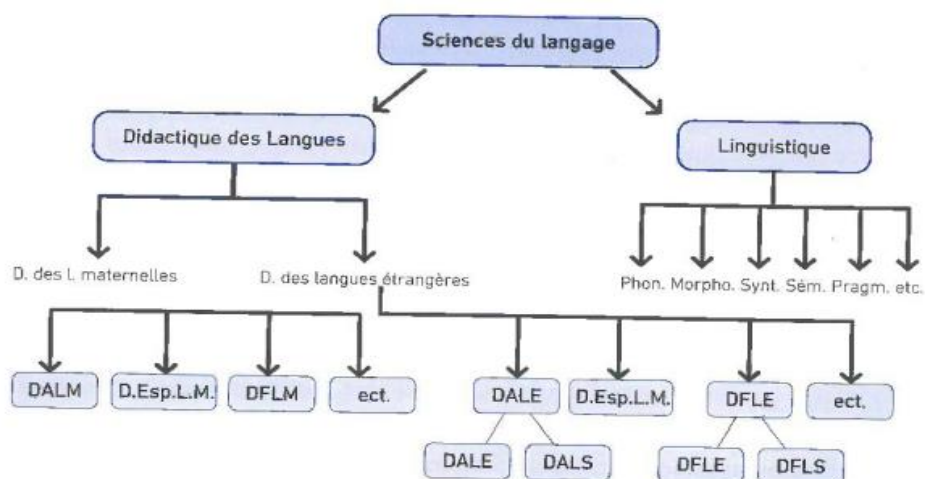 Sciences du langage
Didactique des Langues
Linguistique
D. des l. maternelles
D. des langues étrangères
Phon. Morpho. Synt. Sém. Pragm. etc.
DALM
D.Esp.L.M.
DFLM
ect.
DALE
D.Esp.L.M.
DFLE
ect.
DALE
DALS
DFLE
DFLS